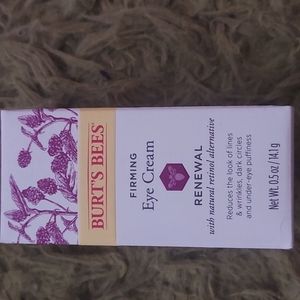 BURT'S BEES®
FIRMING
Eye Cream
RENEWAL
with natural retinol alternative
Reduces the look of lines
& wrinkles, dark circles
and under-eye puffiness
Net Wt. 0.5 oz / 14.1g